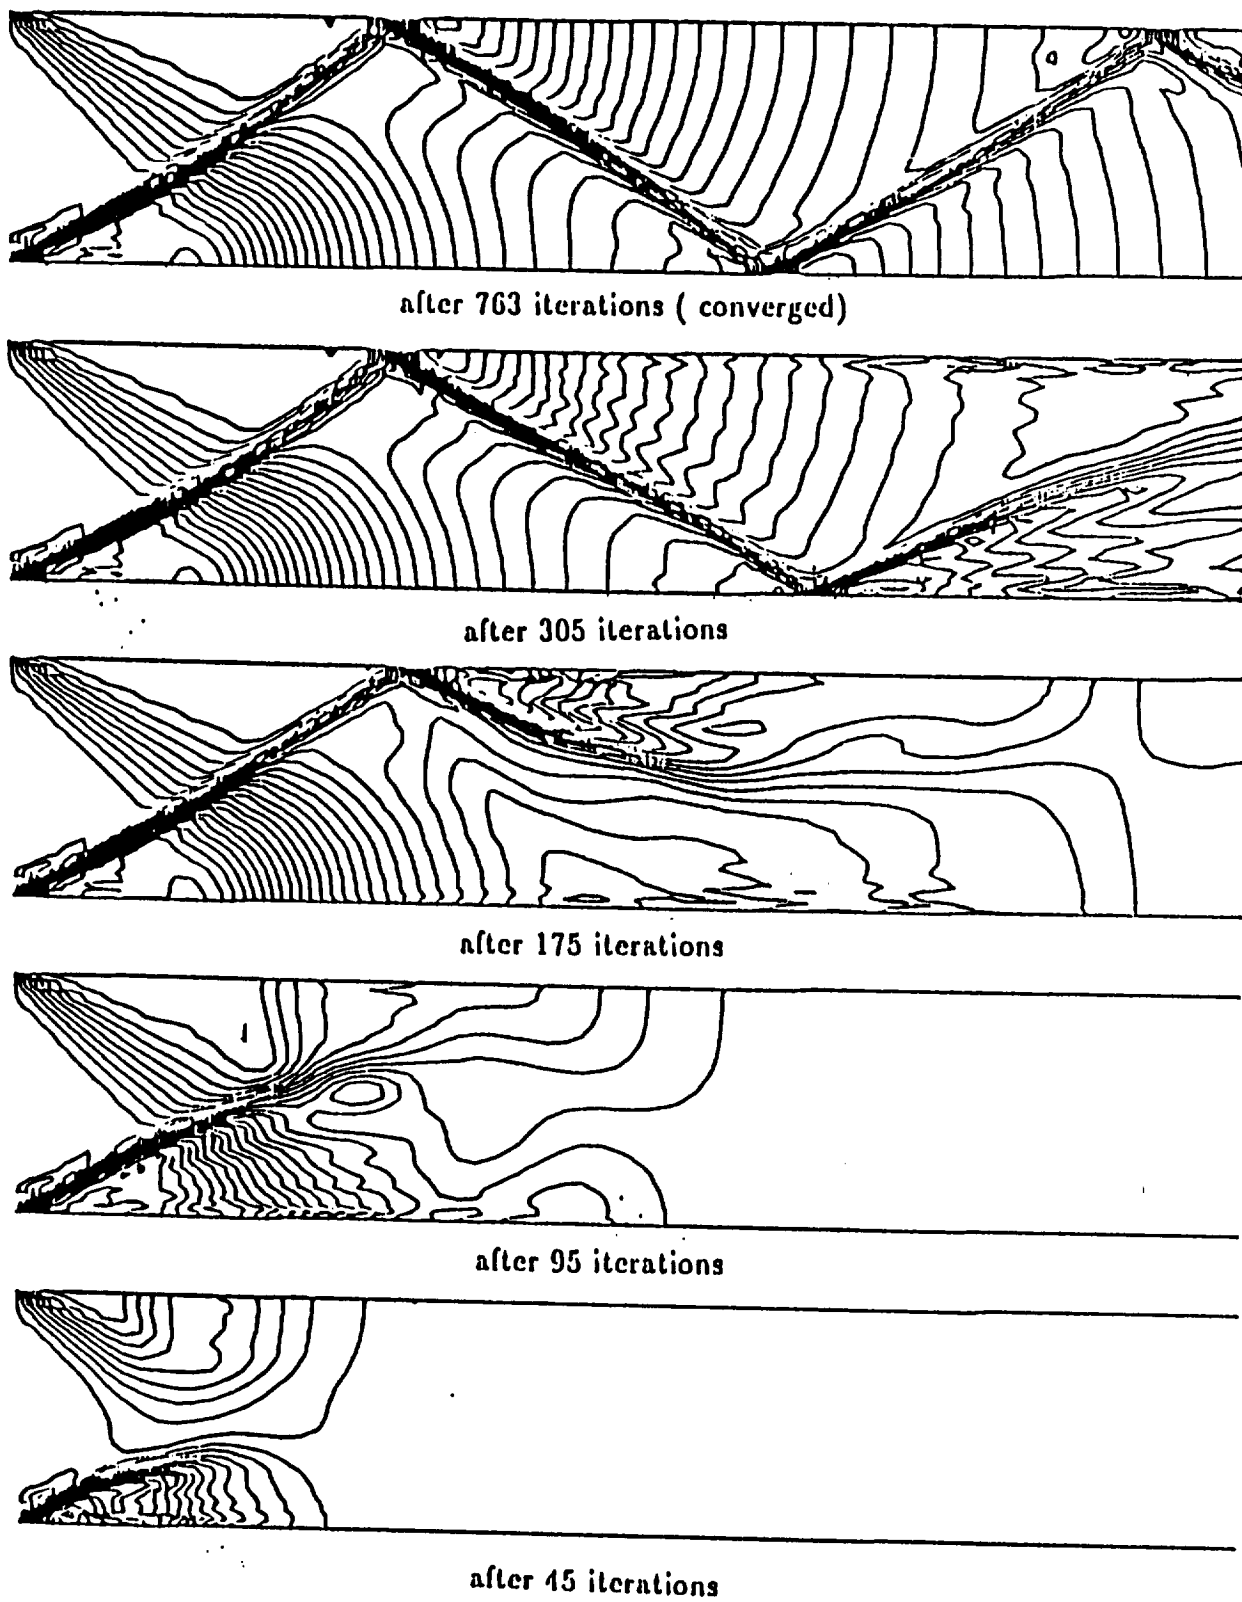 after 763 iterations ( converged)
after 305 iterations
after 175 iterations
after 95 iterations
after 45 iterations